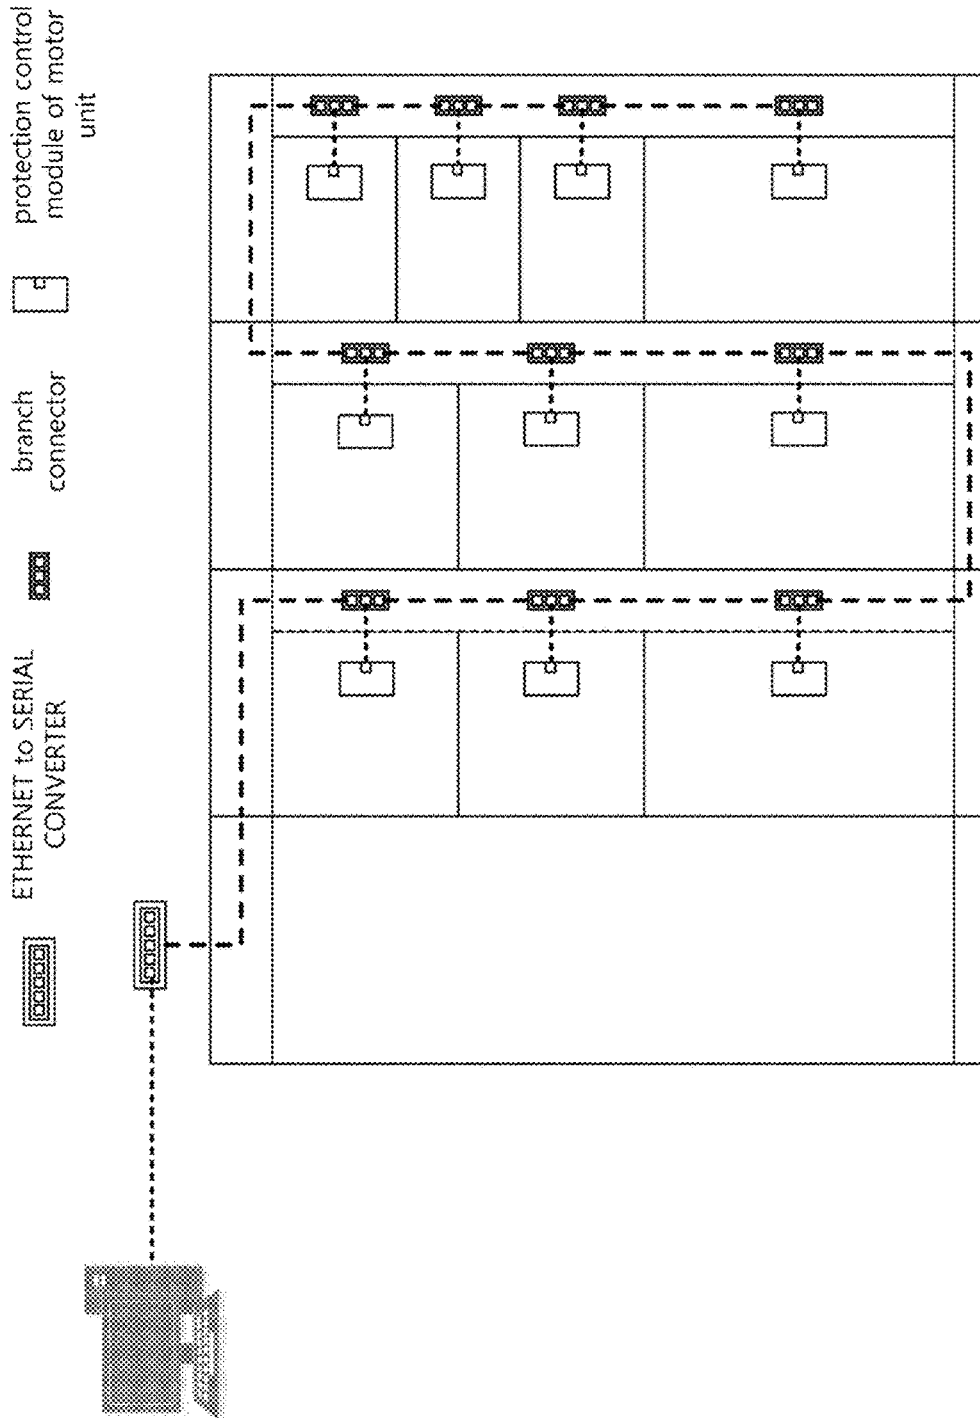 ETHERNET to SERIAL
CONVERTER
branch
connector
protection control
module of motor
unit